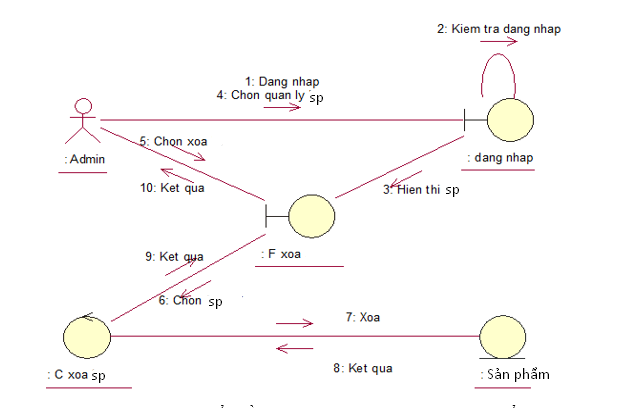 2: Kiem tra dang nhap
1: Dang nhap
4: Chon quan ly sp
5: Chon xoa
: Admin
: dang nhap
10: Ket qua
3: Hien thi sp
9: Ket qua
: F xoa
6: Chon sp
7: Xoa
8: Ket qua
: C xoa sp
: Sản phẩm